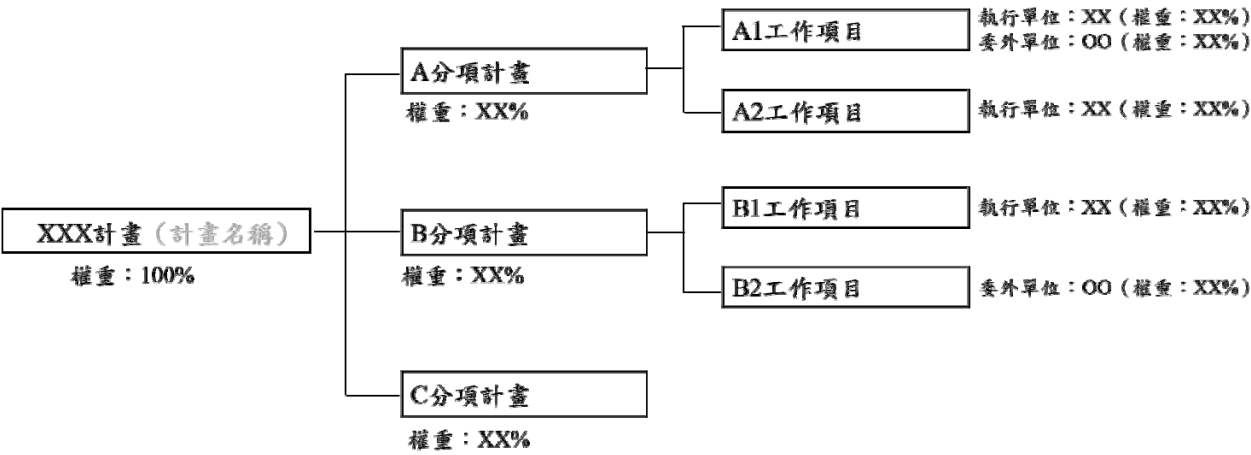 XXX計畫（計畫名稱）
權重：100%
A分項計畫
權重：XX%
A1工作項目
執行單位：XX（權重：XX%）
委外單位：OO（權重：XX%）
A2工作項目
執行單位：XX（權重：XX%）
B分項計畫
權重：XX%
B1工作項目
執行單位：XX（權重：XX%）
B2工作項目
委外單位：OO（權重：XX%）
C分項計畫
權重：XX%